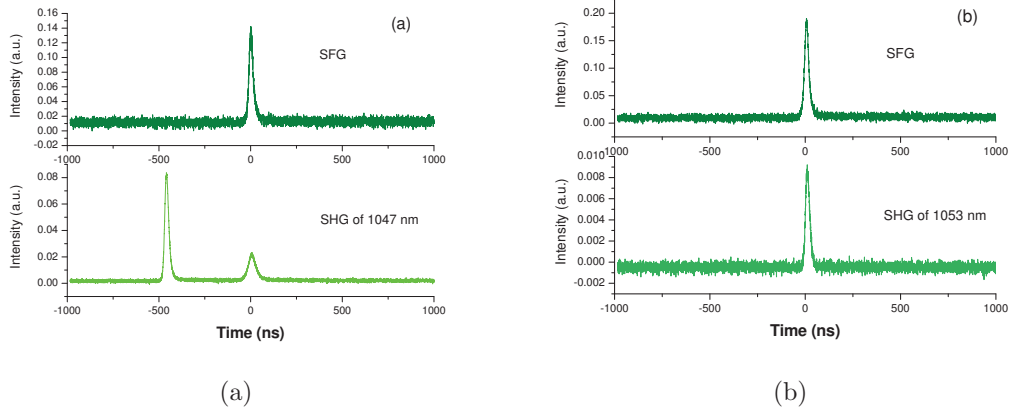 (a)
SFG
Intensity (a.u.)
0.16
0.14
0.12
0.10
0.08
0.06
0.04
0.02
0.00
-0.02
-1000 -500 0 500 1000
SHG of 1047 nm
Intensity (a.u.)
0.08
0.06
0.04
0.02
0.00
-1000 -500 0 500 1000
Time (ns)
(a)
(b)
SFG
Intensity (a.u.)
0.20
0.15
0.10
0.05
0.00
-1000 -500 0 500 1000
SHG of 1053 nm
Intensity (a.u.)
0.010
0.008
0.006
0.004
0.002
0.000
-0.002
-1000 -500 0 500 1000
Time (ns)
(b)